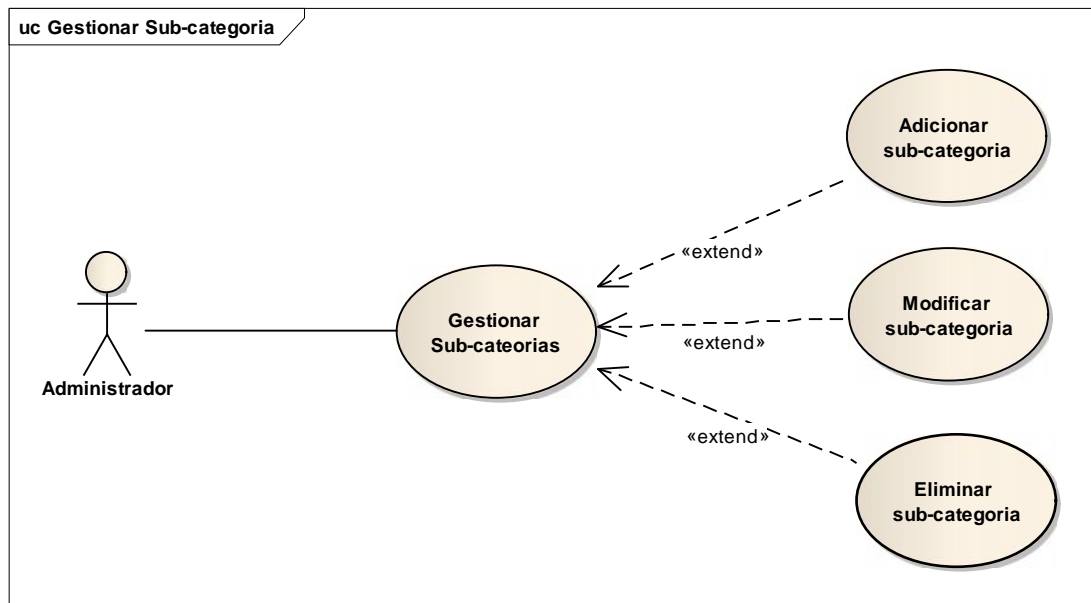 uc Gestionar Sub-categoria
Adicionar
sub-categoria
«extend»
Gestionar
Sub-cateorias
Modificar
sub-categoria
«extend»
Administrador
«extend»
Eliminar
sub-categoria